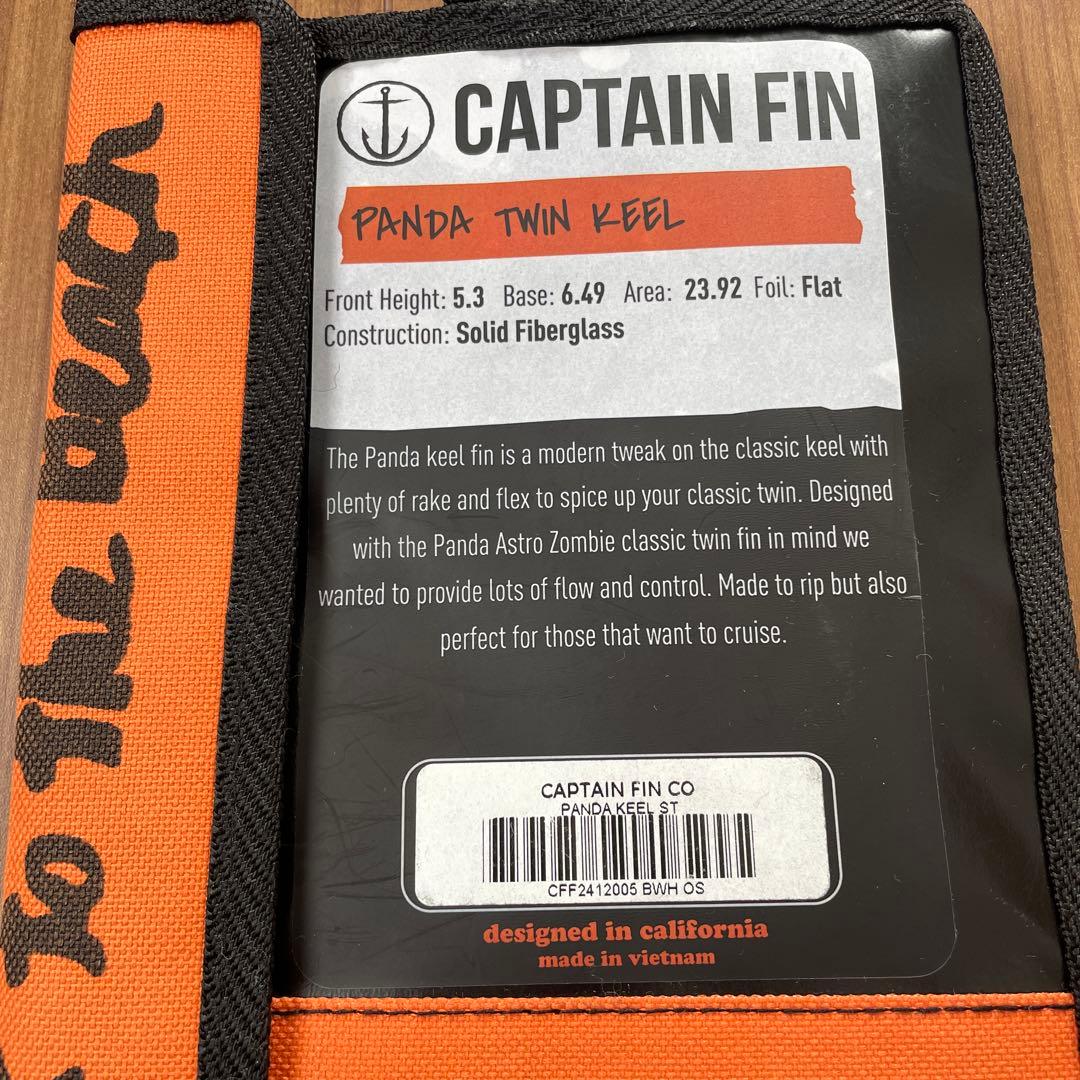 To The Beach
CAPTAIN FIN
PANDA TWIN KEEL
Front Height: 5.3 Base: 6.49 Area: 23.92 Foil: Flat
Construction: Solid Fiberglass
The Panda keel fin is a modern tweak on the classic keel with
plenty of rake and flex to spice up your classic twin. Designed
with the Panda Astro Zombie classic twin fin in mind we
wanted to provide lots of flow and control. Made to rip but also
perfect for those that want to cruise.
CAPTAIN FIN CO
PANDA KEEL ST
CFF2412005 BWH OS
designed in california
made in vietnam